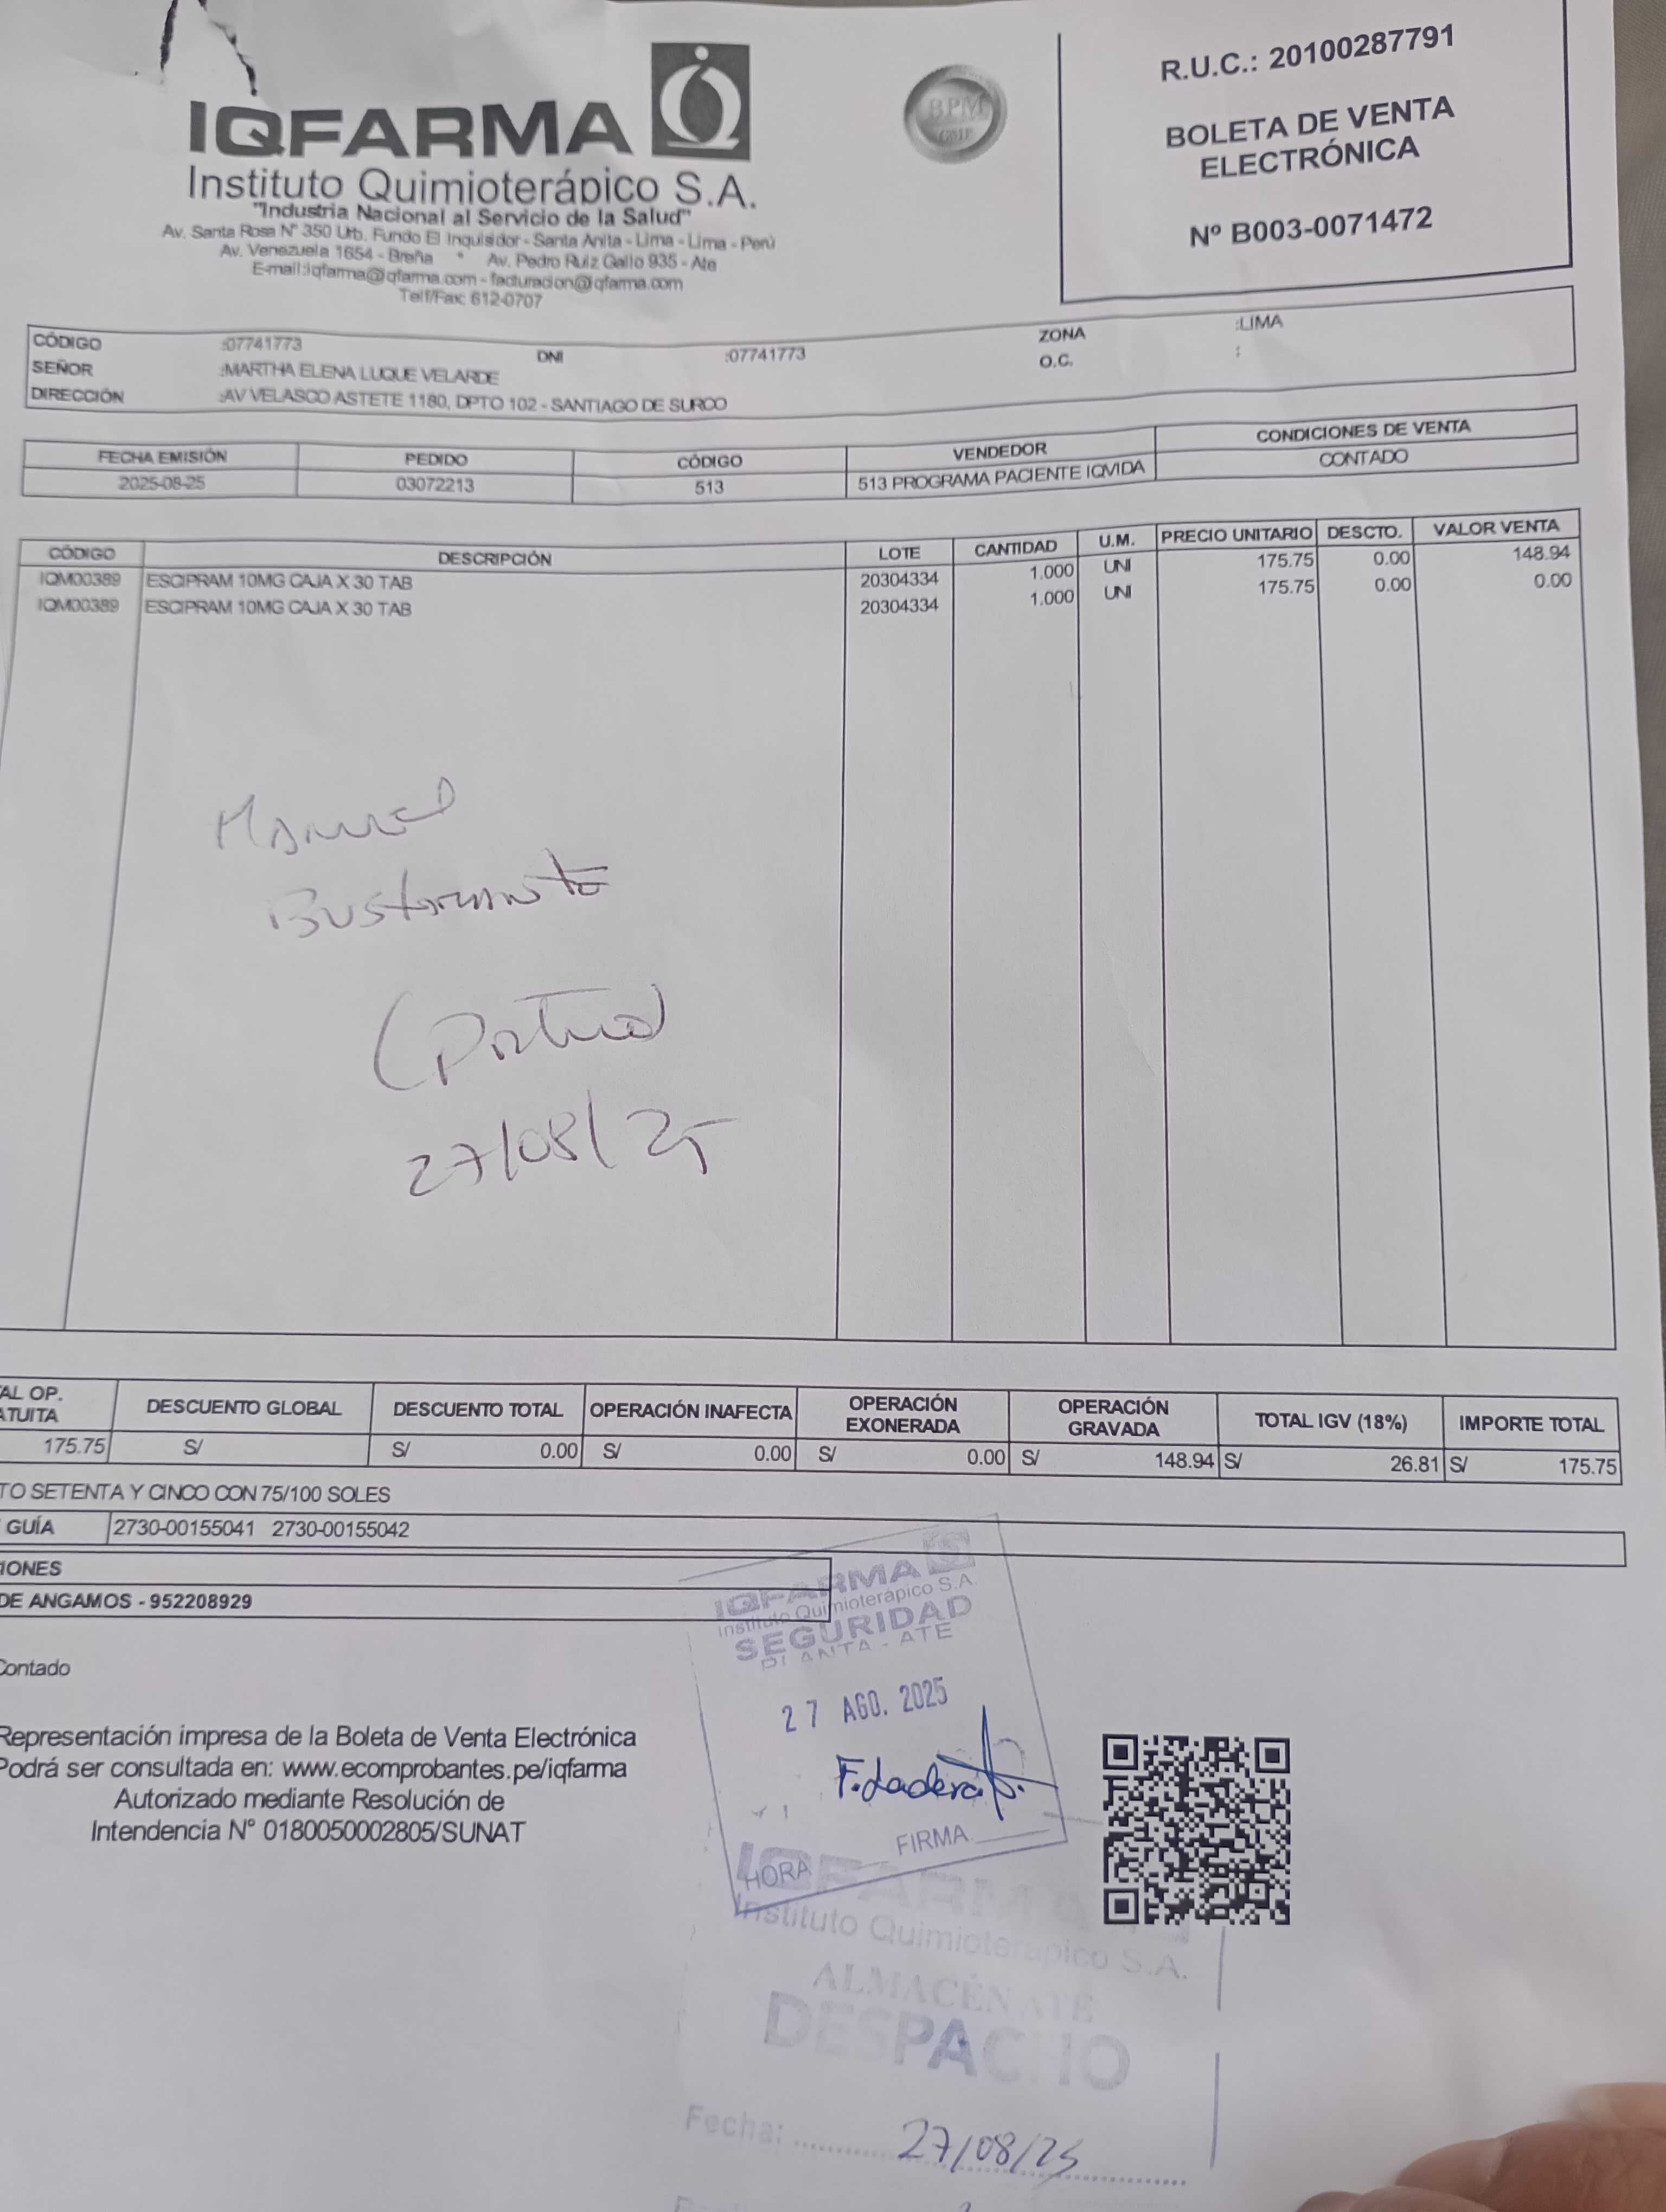 IQFARMA
Instituto Quimioterápico S.A.
"Industria Nacional al Servicio de la Salud"
Av. Santa Rosa N° 350 Urb. Fundo El Inquisidor - Santa Anita - Lima - Lima - Perú
Av. Venezuela 1654 - Breña * Av. Pedro Ruiz Gallo 935 - Ate
E-mail:iqfarma@iqfarma.com - facturacion@iqfarma.com
Telf/Fax: 612-0707
BPM
GMP
R.U.C.: 20100287791
BOLETA DE VENTA
ELECTRÓNICA
Nº B003-0071472
CÓDIGO :07741773 DNI :07741773 ZONA :LIMA
SEÑOR :MARTHA ELENA LUQUE VELARDE O.C. :
DIRECCIÓN :AV VELASCO ASTETE 1180, DPTO 102 - SANTIAGO DE SURCO
FECHA EMISIÓN PEDIDO CÓDIGO VENDEDOR CONDICIONES DE VENTA
2025-08-25 03072213 513 513 PROGRAMA PACIENTE IQVIDA CONTADO
CÓDIGO DESCRIPCIÓN LOTE CANTIDAD U.M. PRECIO UNITARIO DESCTO. VALOR VENTA
IQM00389 ESCIPRAM 10MG CAJA X 30 TAB 20304334 1.000 UNI 175.75 0.00 148.94
IQM00389 ESCIPRAM 10MG CAJA X 30 TAB 20304334 1.000 UNI 175.75 0.00 0.00
Manuel
Bustamante
27/08/25
AL OP. DESCUENTO GLOBAL DESCUENTO TOTAL OPERACIÓN INAFECTA OPERACIÓN EXONERADA OPERACIÓN GRAVADA TOTAL IGV (18%) IMPORTE TOTAL
ATUITA
175.75 S/ S/ 0.00 S/ 0.00 S/ 0.00 S/ 148.94 S/ 26.81 S/ 175.75
TO SETENTA Y CINCO CON 75/100 SOLES
GUÍA 2730-00155041 2730-00155042
IONES
DE ANGAMOS - 952208929
Contado
Representación impresa de la Boleta de Venta Electrónica
Podrá ser consultada en: www.ecomprobantes.pe/iqfarma
Autorizado mediante Resolución de
Intendencia N° 0180050002805/SUNAT
IQFARMA
Instituto Quimioterápico S.A.
SEGURIDAD
PLANTA - ATE
27 AGO. 2025
F. Ladera
HORA FIRMA
IQFARMA
Instituto Quimioterápico S.A.
ALMACÉN ATE
DESPACHO
Fecha: 27/08/25